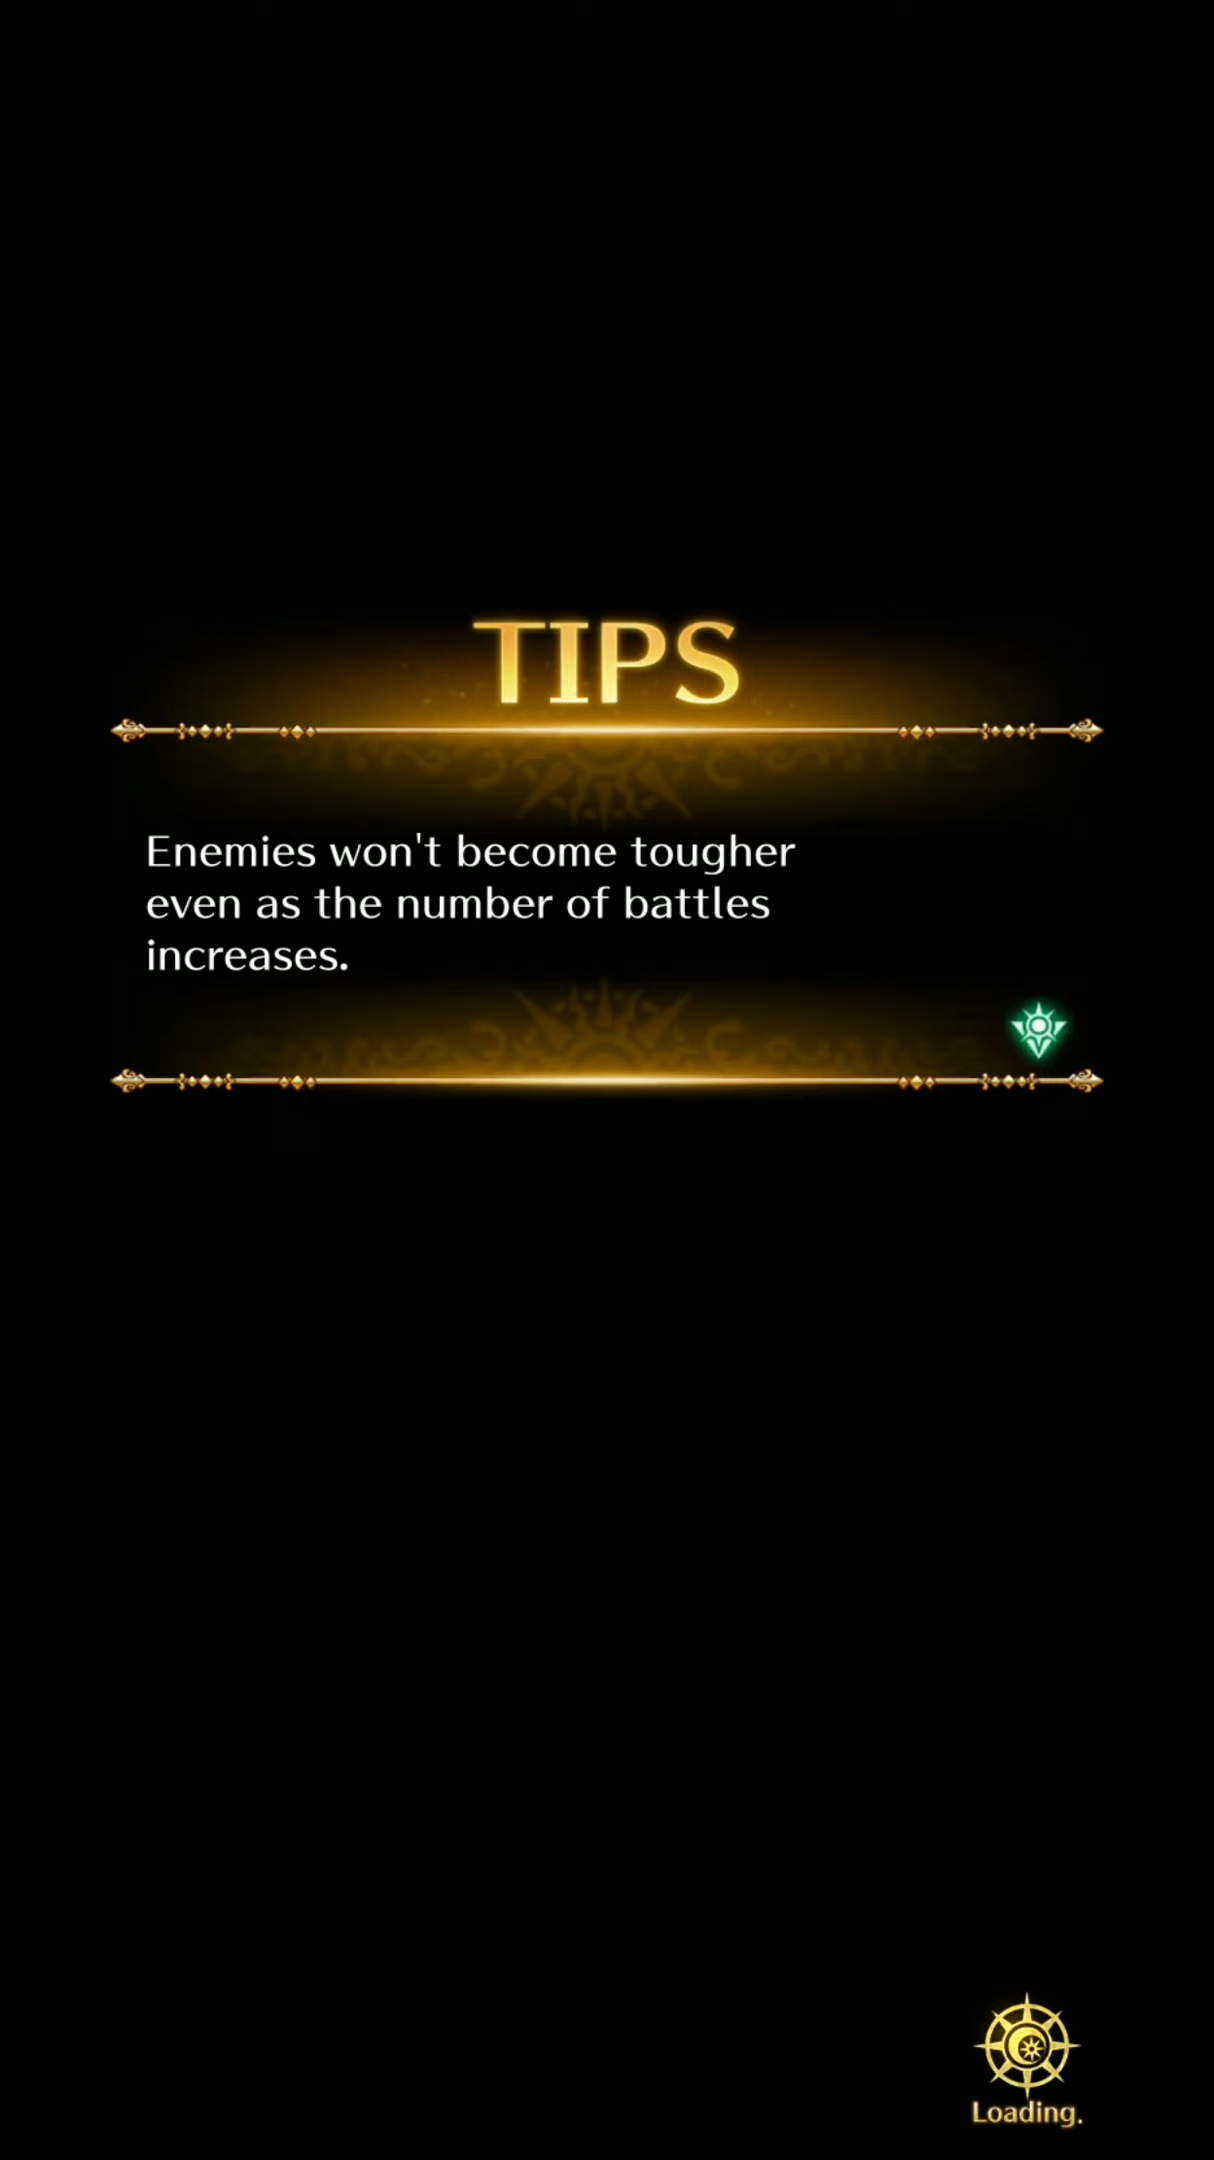 TIPS
Enemies won't become tougher
even as the number of battles
increases.
Loading.